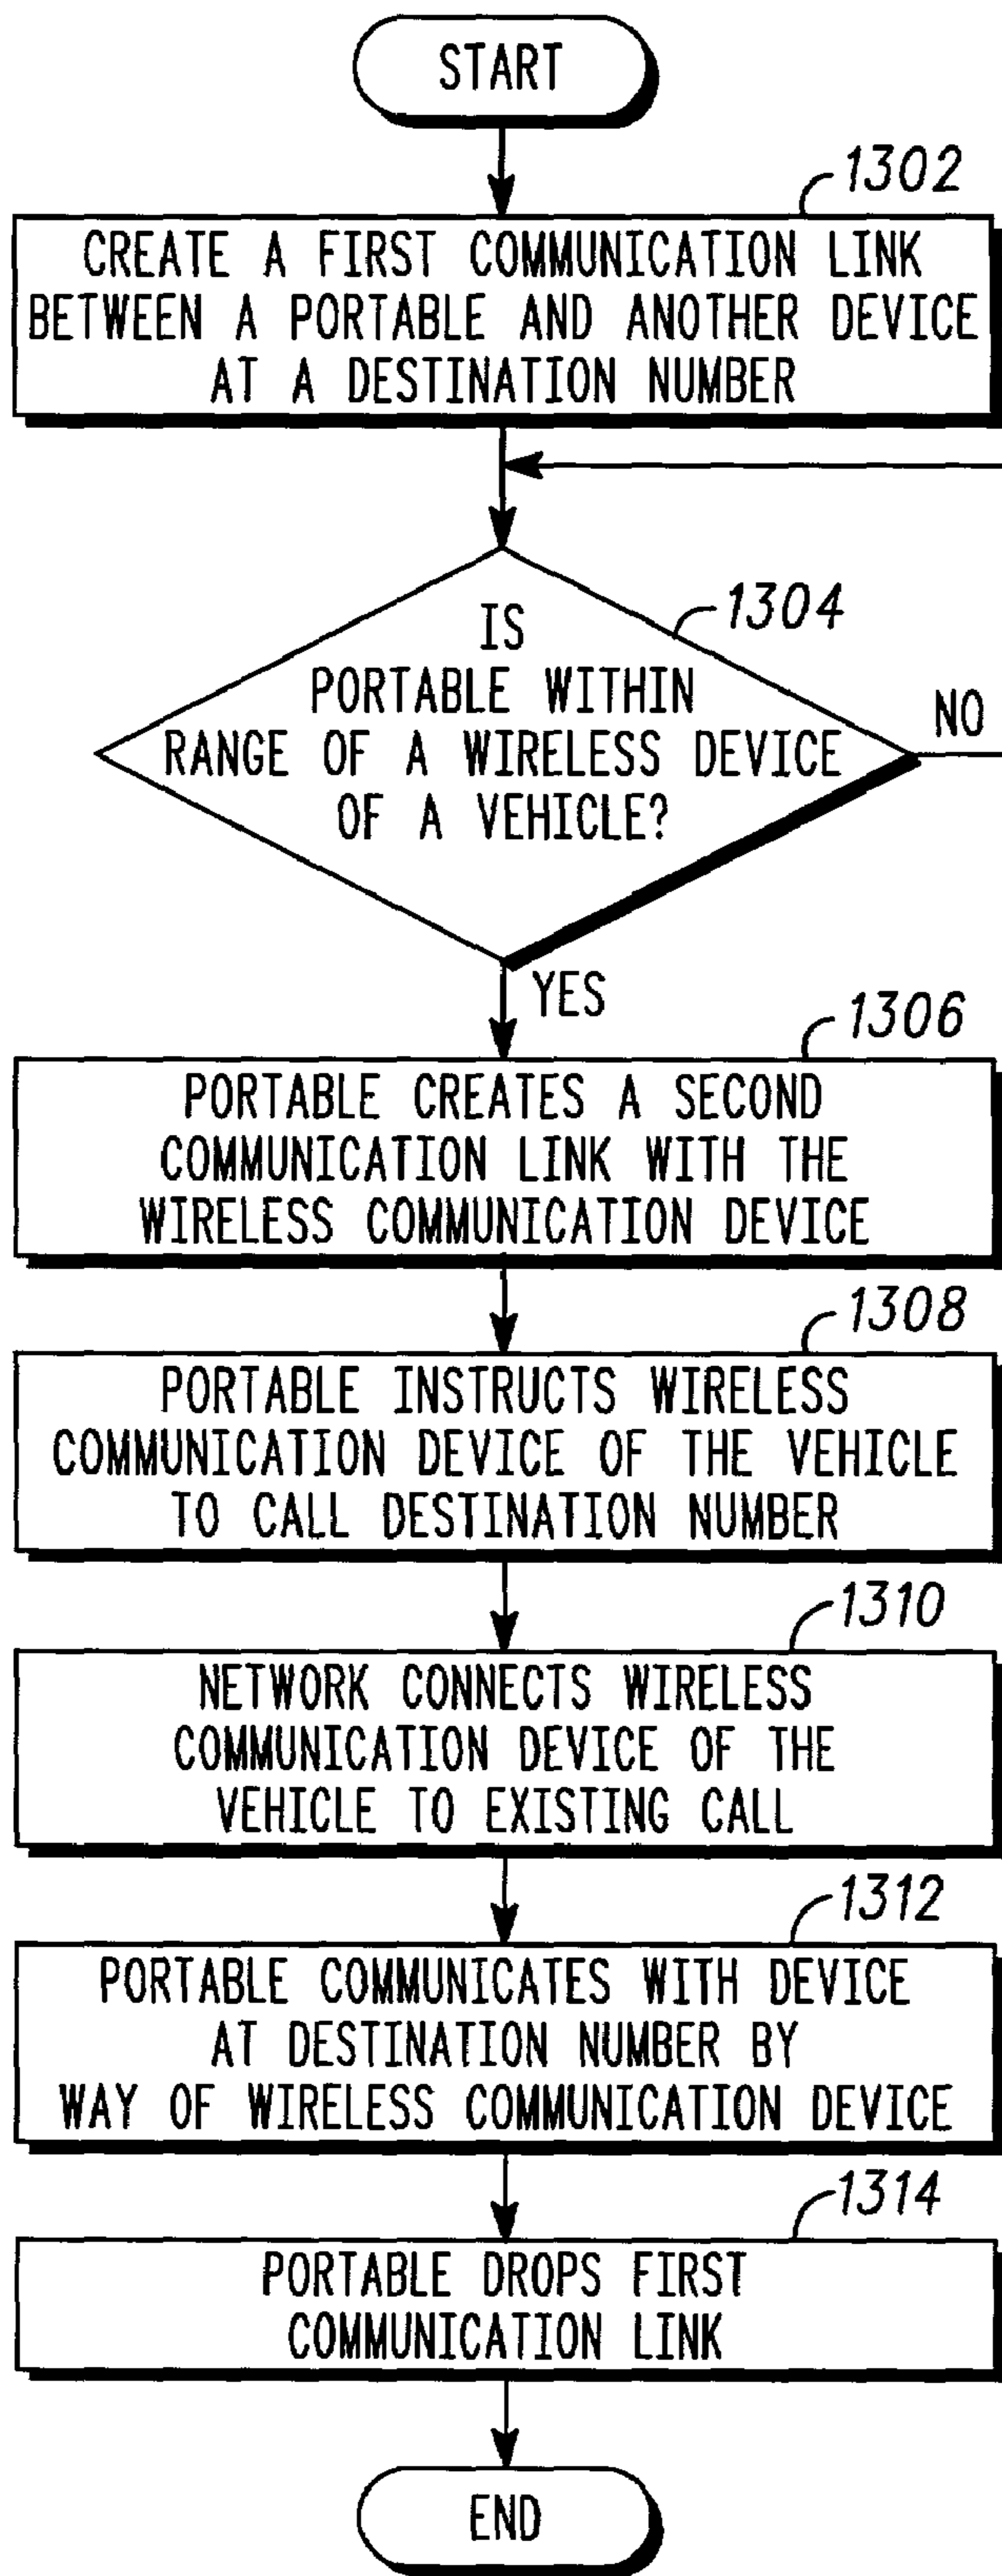 START
1302
CREATE A FIRST COMMUNICATION LINK
BETWEEN A PORTABLE AND ANOTHER DEVICE
AT A DESTINATION NUMBER
1304
IS
PORTABLE WITHIN
RANGE OF A WIRELESS DEVICE
OF A VEHICLE?
NO
YES
1306
PORTABLE CREATES A SECOND
COMMUNICATION LINK WITH THE
WIRELESS COMMUNICATION DEVICE
1308
PORTABLE INSTRUCTS WIRELESS
COMMUNICATION DEVICE OF THE VEHICLE
TO CALL DESTINATION NUMBER
1310
NETWORK CONNECTS WIRELESS
COMMUNICATION DEVICE OF THE
VEHICLE TO EXISTING CALL
1312
PORTABLE COMMUNICATES WITH DEVICE
AT DESTINATION NUMBER BY
WAY OF WIRELESS COMMUNICATION DEVICE
1314
PORTABLE DROPS FIRST
COMMUNICATION LINK
END